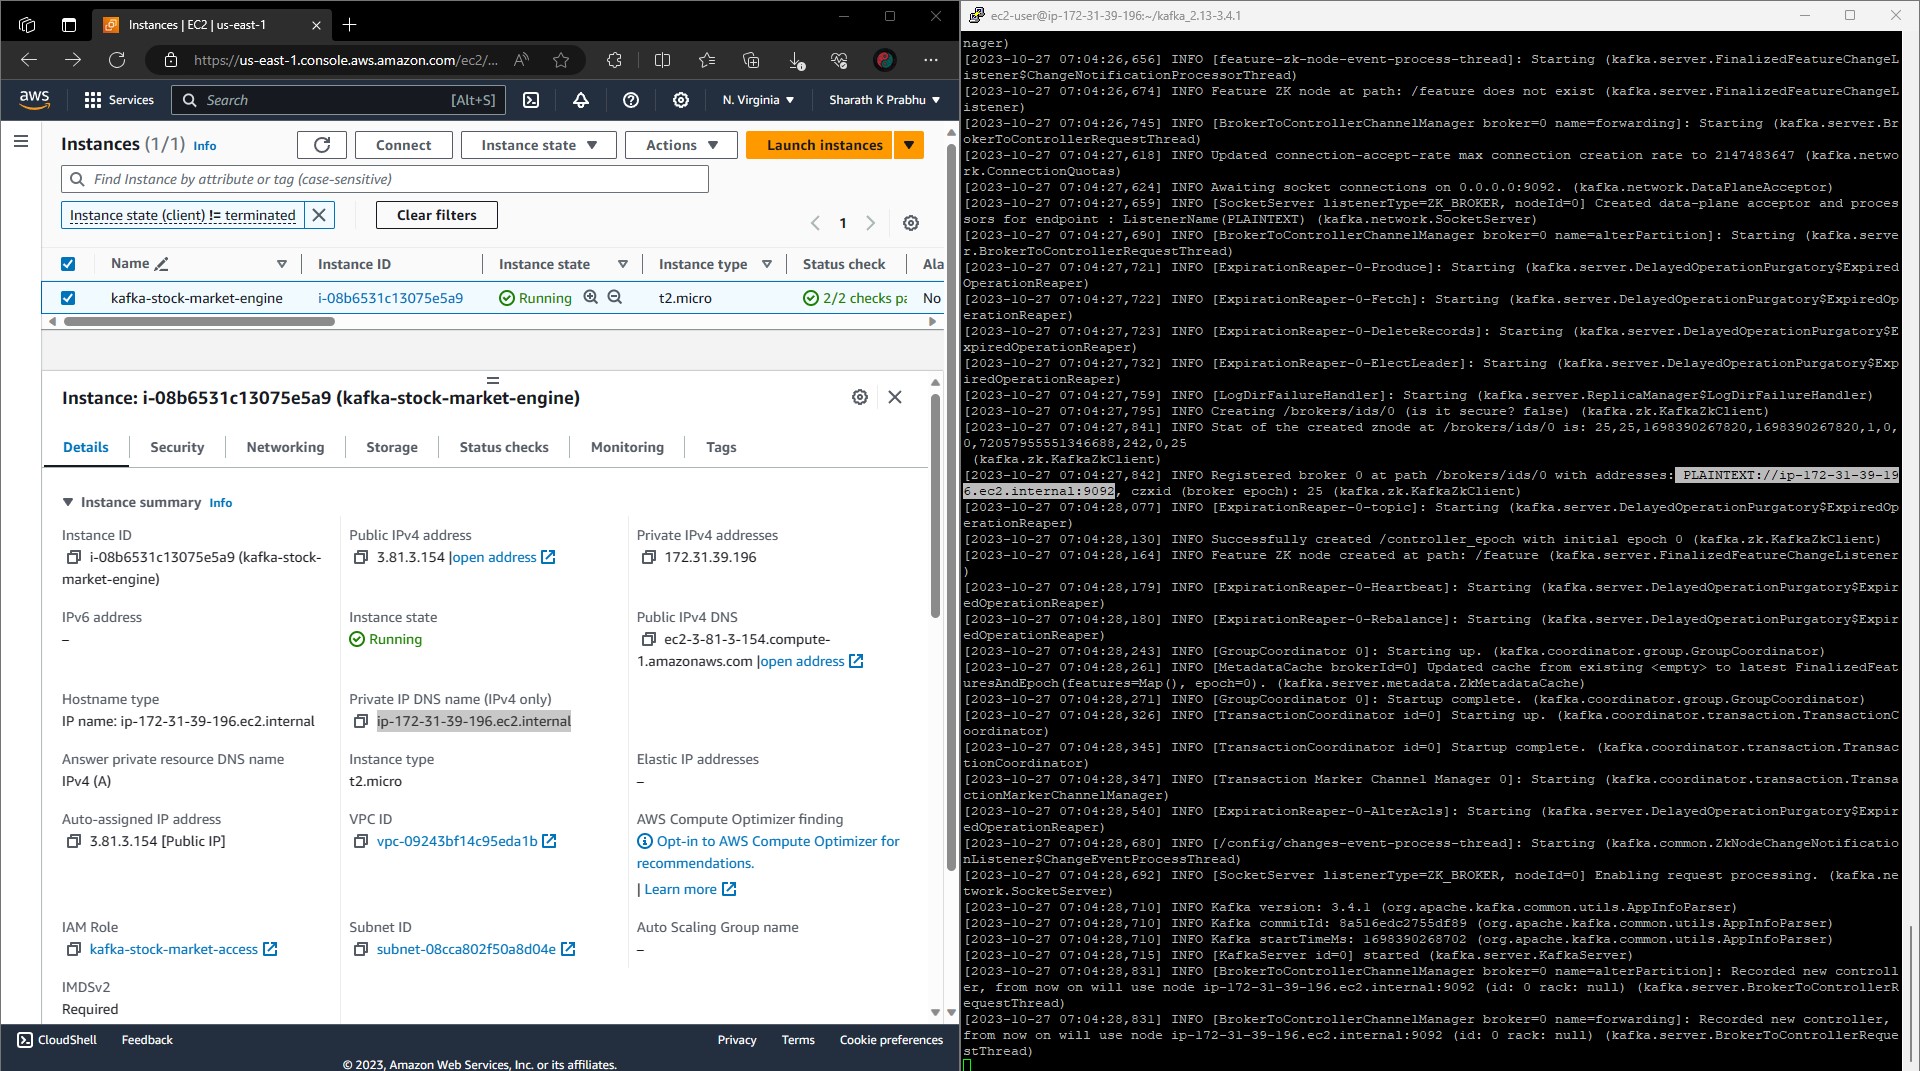 Instances | EC2 | us-east-1
https://us-east-1.console.aws.amazon.com/ec2/...
aws
Services
Search
[Alt+S]
N. Virginia
Sharath K Prabhu
Instances (1/1) Info
Connect
Instance state
Actions
Launch instances
Find Instance by attribute or tag (case-sensitive)
Instance state (client) != terminated
Clear filters
1
Name
Instance ID
Instance state
Instance type
Status check
Ala
kafka-stock-market-engine
i-08b6531c13075e5a9
Running
t2.micro
2/2 checks pa
No
Instance: i-08b6531c13075e5a9 (kafka-stock-market-engine)
Details
Security
Networking
Storage
Status checks
Monitoring
Tags
Instance summary Info
Instance ID
i-08b6531c13075e5a9 (kafka-stock-
market-engine)
Public IPv4 address
3.81.3.154 |open address
Private IPv4 addresses
172.31.39.196
IPv6 address
–
Instance state
Running
Public IPv4 DNS
ec2-3-81-3-154.compute-
1.amazonaws.com |open address
Hostname type
IP name: ip-172-31-39-196.ec2.internal
Private IP DNS name (IPv4 only)
ip-172-31-39-196.ec2.internal
Answer private resource DNS name
IPv4 (A)
Instance type
t2.micro
Elastic IP addresses
–
Auto-assigned IP address
3.81.3.154 [Public IP]
VPC ID
vpc-09243bf14c95eda1b
AWS Compute Optimizer finding
Opt-in to AWS Compute Optimizer for
recommendations.
| Learn more
IAM Role
kafka-stock-market-access
Subnet ID
subnet-08cca802f50a8d04e
Auto Scaling Group name
–
IMDSv2
Required
CloudShell
Feedback
Privacy
Terms
Cookie preferences
© 2023, Amazon Web Services, Inc. or its affiliates.
ec2-user@ip-172-31-39-196:~/kafka_2.13-3.4.1
nager)
[2023-10-27 07:04:26,656] INFO [feature-zk-node-event-process-thread]: Starting (kafka.server.FinalizedFeatureChangeL
istener$ChangeNotificationProcessorThread)
[2023-10-27 07:04:26,674] INFO Feature ZK node at path: /feature does not exist (kafka.server.FinalizedFeatureChangeL
istener)
[2023-10-27 07:04:26,745] INFO [BrokerToControllerChannelManager broker=0 name=forwarding]: Starting (kafka.server.Br
okerToControllerRequestThread)
[2023-10-27 07:04:27,618] INFO Updated connection-accept-rate max connection creation rate to 2147483647 (kafka.netwo
rk.ConnectionQuotas)
[2023-10-27 07:04:27,624] INFO Awaiting socket connections on 0.0.0.0:9092. (kafka.network.DataPlaneAcceptor)
[2023-10-27 07:04:27,659] INFO [SocketServer listenerType=ZK_BROKER, nodeId=0] Created data-plane acceptor and proces
sors for endpoint : ListenerName(PLAINTEXT) (kafka.network.SocketServer)
[2023-10-27 07:04:27,690] INFO [BrokerToControllerChannelManager broker=0 name=alterPartition]: Starting (kafka.serve
r.BrokerToControllerRequestThread)
[2023-10-27 07:04:27,721] INFO [ExpirationReaper-0-Produce]: Starting (kafka.server.DelayedOperationPurgatory$Expired
OperationReaper)
[2023-10-27 07:04:27,722] INFO [ExpirationReaper-0-Fetch]: Starting (kafka.server.DelayedOperationPurgatory$ExpiredOp
erationReaper)
[2023-10-27 07:04:27,723] INFO [ExpirationReaper-0-DeleteRecords]: Starting (kafka.server.DelayedOperationPurgatory$E
xpiredOperationReaper)
[2023-10-27 07:04:27,732] INFO [ExpirationReaper-0-ElectLeader]: Starting (kafka.server.DelayedOperationPurgatory$Exp
iredOperationReaper)
[2023-10-27 07:04:27,759] INFO [LogDirFailureHandler]: Starting (kafka.server.ReplicaManager$LogDirFailureHandler)
[2023-10-27 07:04:27,795] INFO Creating /brokers/ids/0 (is it secure? false) (kafka.zk.KafkaZkClient)
[2023-10-27 07:04:27,841] INFO Stat of the created znode at /brokers/ids/0 is: 25,25,1698390267820,1698390267820,1,0,
0,72057955551346688,242,0,25
(kafka.zk.KafkaZkClient)
[2023-10-27 07:04:27,842] INFO Registered broker 0 at path /brokers/ids/0 with addresses: PLAINTEXT://ip-172-31-39-19
6.ec2.internal:9092, czxid (broker epoch): 25 (kafka.zk.KafkaZkClient)
[2023-10-27 07:04:28,077] INFO [ExpirationReaper-0-topic]: Starting (kafka.server.DelayedOperationPurgatory$ExpiredOp
erationReaper)
[2023-10-27 07:04:28,130] INFO Successfully created /controller_epoch with initial epoch 0 (kafka.zk.KafkaZkClient)
[2023-10-27 07:04:28,164] INFO Feature ZK node created at path: /feature (kafka.server.FinalizedFeatureChangeListener
)
[2023-10-27 07:04:28,179] INFO [ExpirationReaper-0-Heartbeat]: Starting (kafka.server.DelayedOperationPurgatory$Expir
edOperationReaper)
[2023-10-27 07:04:28,180] INFO [ExpirationReaper-0-Rebalance]: Starting (kafka.server.DelayedOperationPurgatory$Expir
edOperationReaper)
[2023-10-27 07:04:28,243] INFO [GroupCoordinator 0]: Starting up. (kafka.coordinator.group.GroupCoordinator)
[2023-10-27 07:04:28,261] INFO [MetadataCache brokerId=0] Updated cache from existing <empty> to latest FinalizedFeat
uresAndEpoch(features=Map(), epoch=0). (kafka.server.metadata.ZkMetadataCache)
[2023-10-27 07:04:28,271] INFO [GroupCoordinator 0]: Startup complete. (kafka.coordinator.group.GroupCoordinator)
[2023-10-27 07:04:28,326] INFO [TransactionCoordinator id=0] Starting up. (kafka.coordinator.transaction.TransactionC
oordinator)
[2023-10-27 07:04:28,345] INFO [TransactionCoordinator id=0] Startup complete. (kafka.coordinator.transaction.Transac
tionCoordinator)
[2023-10-27 07:04:28,347] INFO [Transaction Marker Channel Manager 0]: Starting (kafka.coordinator.transaction.Transa
ctionMarkerChannelManager)
[2023-10-27 07:04:28,540] INFO [ExpirationReaper-0-AlterAcls]: Starting (kafka.server.DelayedOperationPurgatory$Expir
edOperationReaper)
[2023-10-27 07:04:28,680] INFO [/config/changes-event-process-thread]: Starting (kafka.common.ZkNodeChangeNotificatio
nListener$ChangeEventProcessThread)
[2023-10-27 07:04:28,692] INFO [SocketServer listenerType=ZK_BROKER, nodeId=0] Enabling request processing. (kafka.ne
twork.SocketServer)
[2023-10-27 07:04:28,710] INFO Kafka version: 3.4.1 (org.apache.kafka.common.utils.AppInfoParser)
[2023-10-27 07:04:28,710] INFO Kafka commitId: 8a516edc2755df89 (org.apache.kafka.common.utils.AppInfoParser)
[2023-10-27 07:04:28,710] INFO Kafka startTimeMs: 1698390268702 (org.apache.kafka.common.utils.AppInfoParser)
[2023-10-27 07:04:28,715] INFO [KafkaServer id=0] started (kafka.server.KafkaServer)
[2023-10-27 07:04:28,831] INFO [BrokerToControllerChannelManager broker=0 name=alterPartition]: Recorded new controll
er, from now on will use node ip-172-31-39-196.ec2.internal:9092 (id: 0 rack: null) (kafka.server.BrokerToControllerR
equestThread)
[2023-10-27 07:04:28,831] INFO [BrokerToControllerChannelManager broker=0 name=forwarding]: Recorded new controller,
from now on will use node ip-172-31-39-196.ec2.internal:9092 (id: 0 rack: null) (kafka.server.BrokerToControllerReque
stThread)